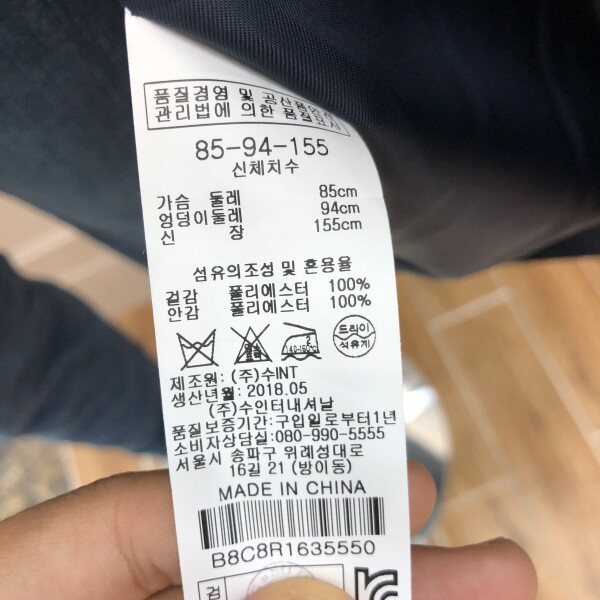 품질경영 및 공산품안전
관리법에 의한 품질표시
85-94-155
신체치수
가슴 둘레 85cm
엉덩이둘레 94cm
신 장 155cm
섬유의조성 및 혼용율
겉감 폴리에스터 100%
안감 폴리에스터 100%
드라이
석유계
제조원: (주)수INT
생산년월: 2018.05
(주)수인터내셔날
품질보증기간:구입일로부터1년
소비자상담실:080-990-5555
서울시 송파구 위례성대로
16길 21 (방이동)
MADE IN CHINA
B8C8R1635550
검